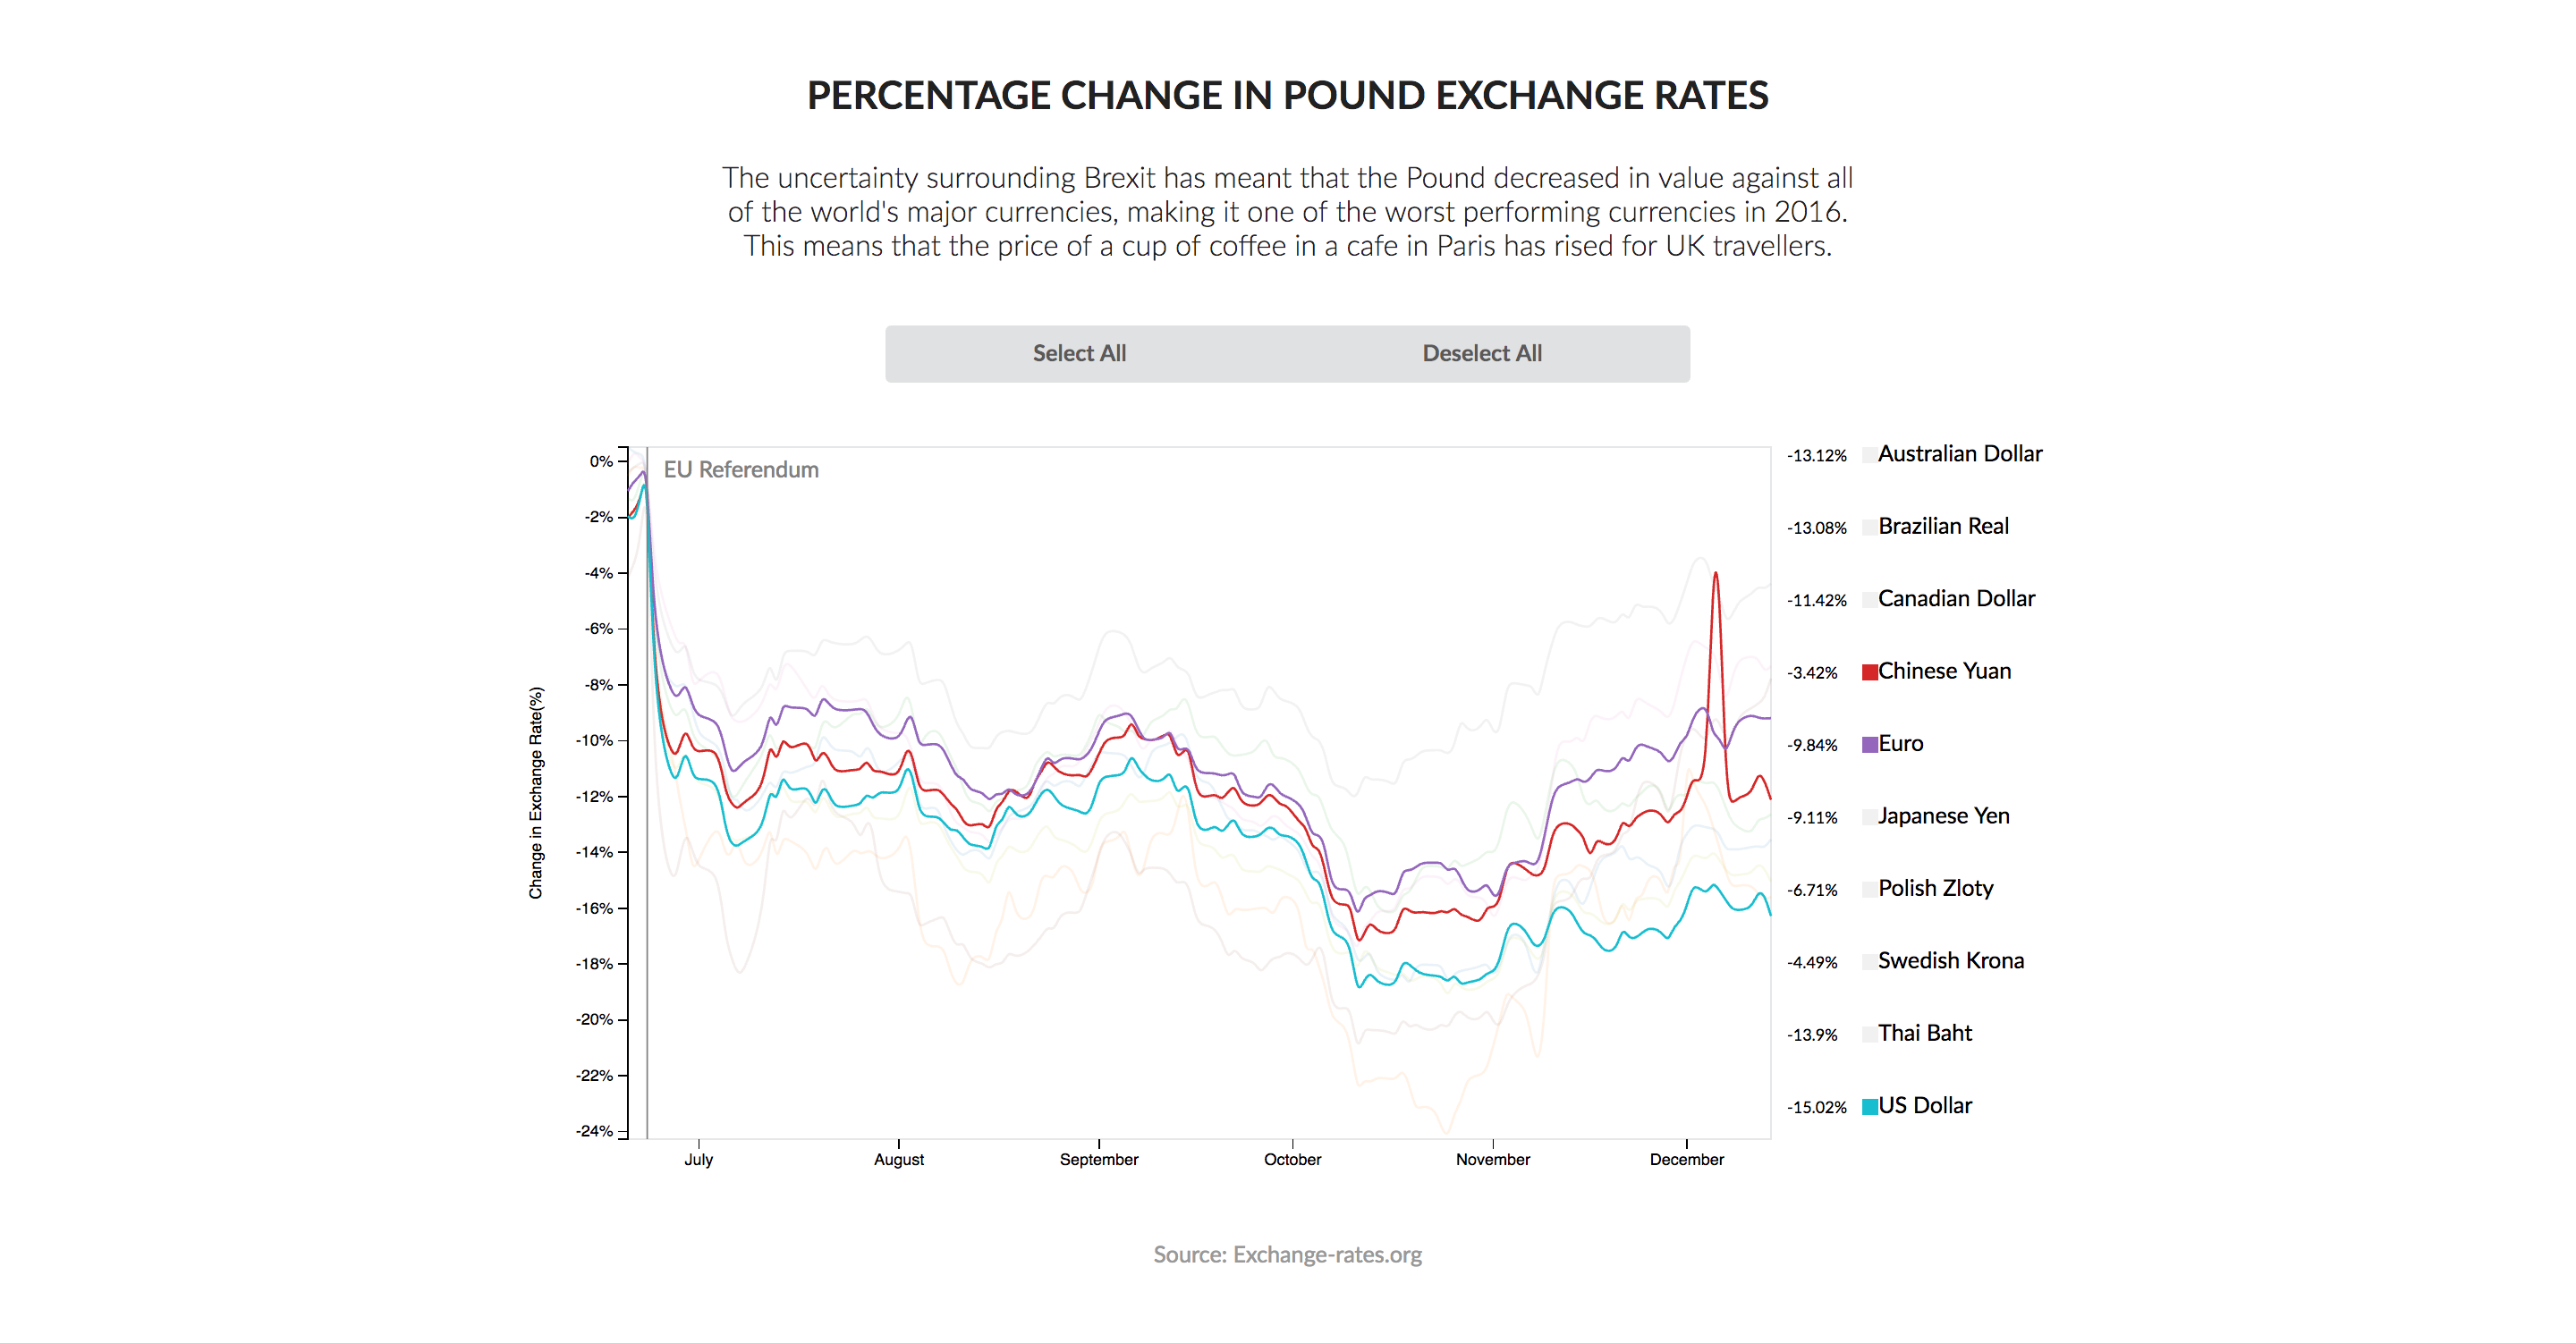 PERCENTAGE CHANGE IN POUND EXCHANGE RATES
The uncertainty surrounding Brexit has meant that the Pound decreased in value against all
of the world's major currencies, making it one of the worst performing currencies in 2016.
This means that the price of a cup of coffee in a cafe in Paris has rised for UK travellers.
Select All Deselect All
EU Referendum
Change in Exchange Rate(%)
0%
-2%
-4%
-6%
-8%
-10%
-12%
-14%
-16%
-18%
-20%
-22%
-24%
July August September October November December
-13.12% Australian Dollar
-13.08% Brazilian Real
-11.42% Canadian Dollar
-3.42% Chinese Yuan
-9.84% Euro
-9.11% Japanese Yen
-6.71% Polish Zloty
-4.49% Swedish Krona
-13.9% Thai Baht
-15.02% US Dollar
Source: Exchange-rates.org